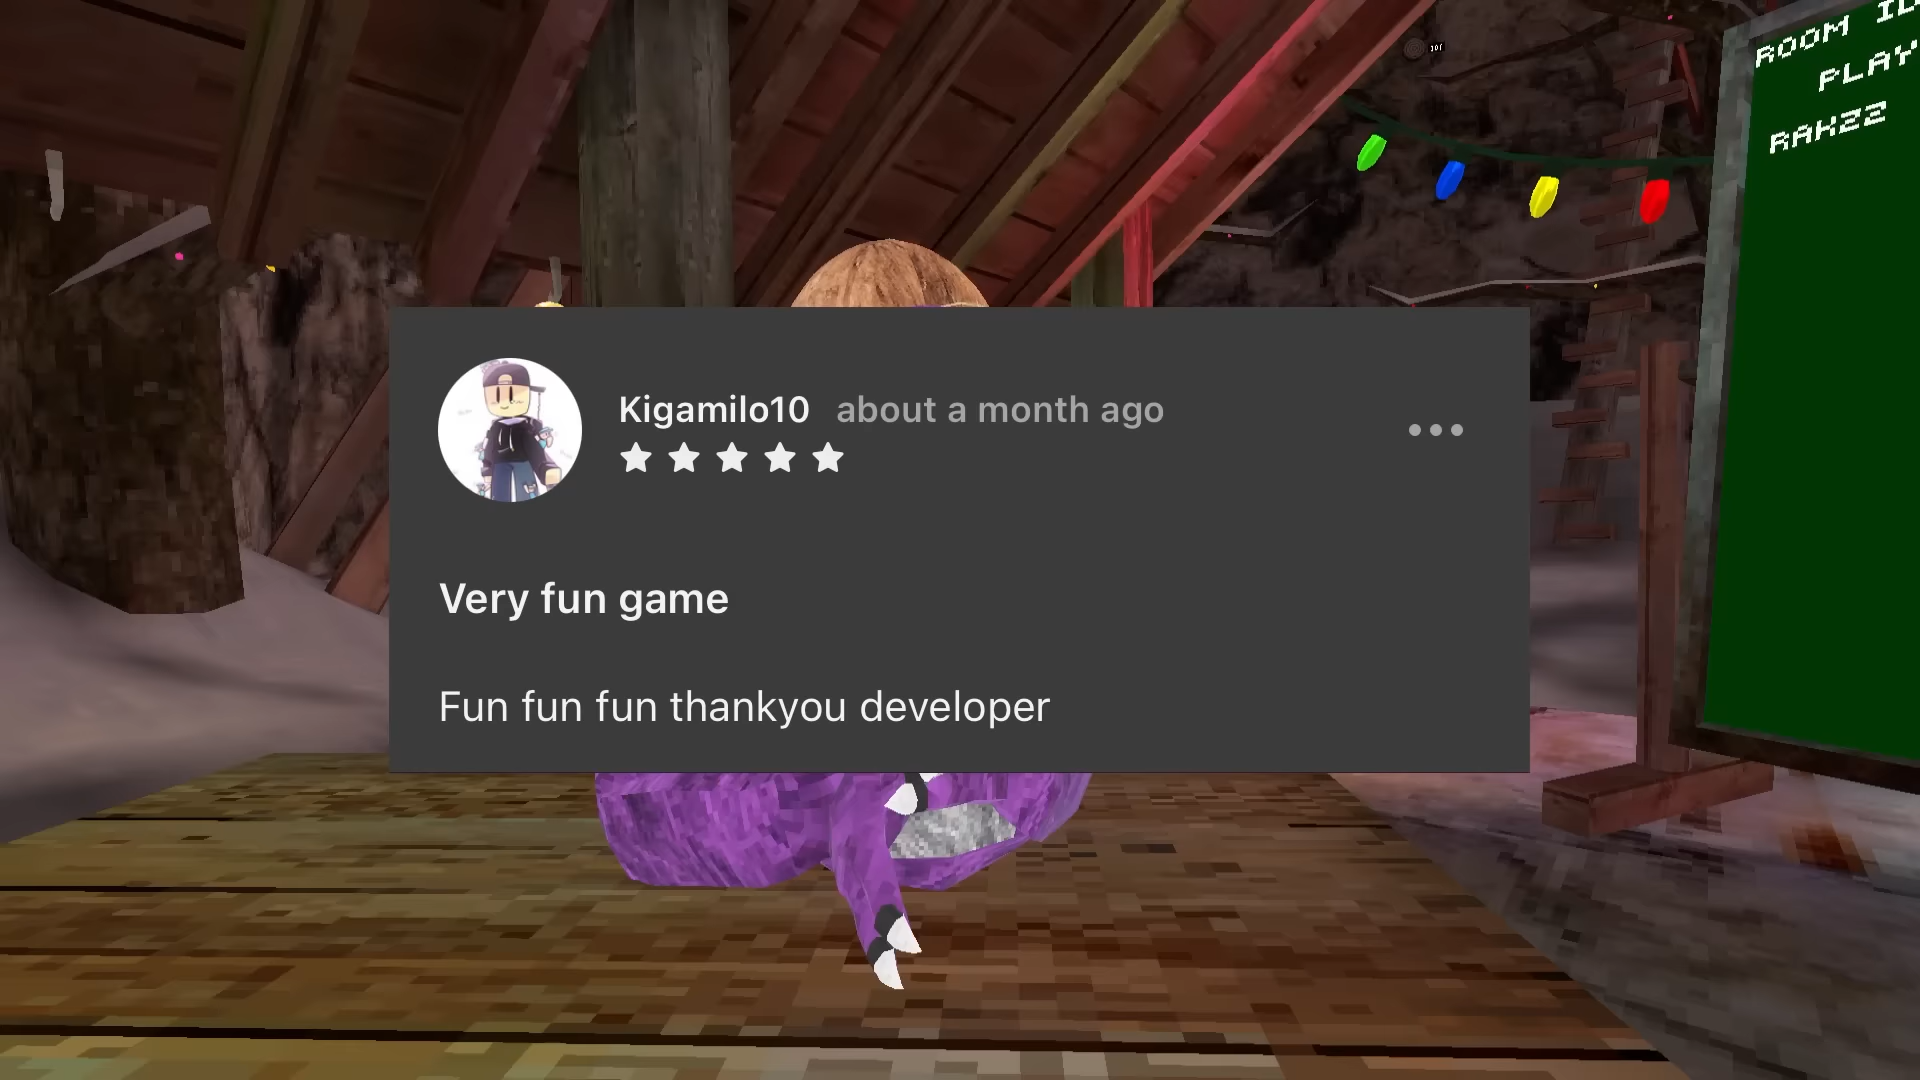 ROOM
PLAY
RAKZZ
Kigamilo10 about a month ago
Very fun game
Fun fun fun thankyou developer